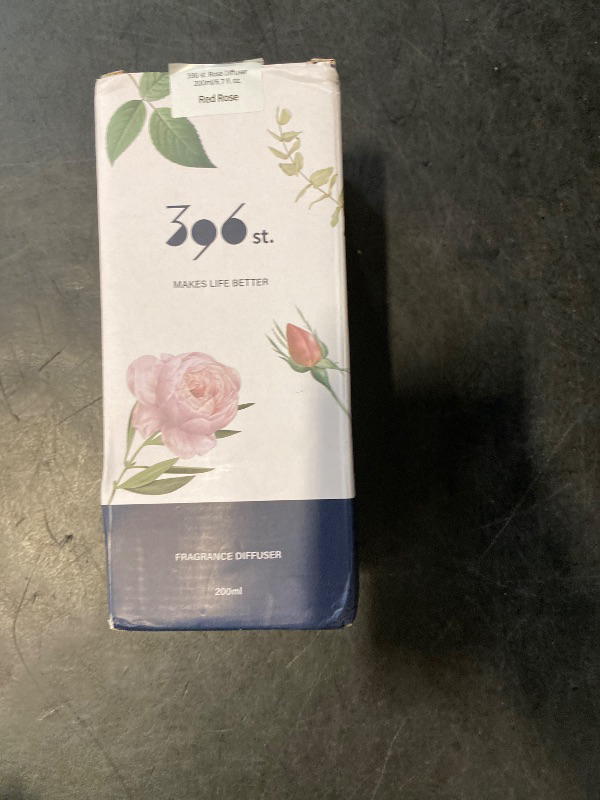 396 st. Rose Diffuser
200ml/6.7 fl. oz.
Red Rose
396 st.
MAKES LIFE BETTER
FRAGRANCE DIFFUSER
200ml